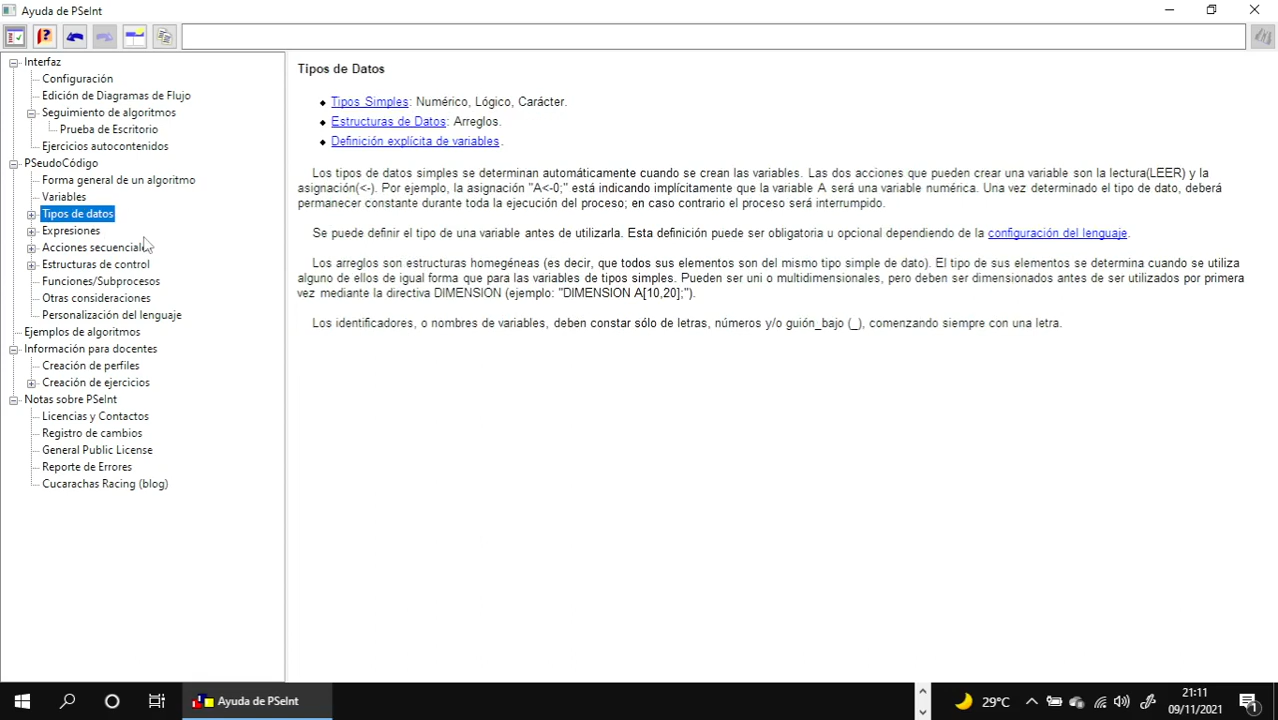 Ayuda de PSeInt
Interfaz
Configuración
Edición de Diagramas de Flujo
Seguimiento de algoritmos
Prueba de Escritorio
Ejercicios autocontenidos
PSeudoCódigo
Forma general de un algoritmo
Variables
Tipos de datos
Expresiones
Acciones secuenciales
Estructuras de control
Funciones/Subprocesos
Otras consideraciones
Personalización del lenguaje
Ejemplos de algoritmos
Información para docentes
Creación de perfiles
Creación de ejercicios
Notas sobre PSeInt
Licencias y Contactos
Registro de cambios
General Public License
Reporte de Errores
Cucarachas Racing (blog)
Tipos de Datos
Tipos Simples: Numérico, Lógico, Carácter.
Estructuras de Datos: Arreglos.
Definición explícita de variables.
Los tipos de datos simples se determinan automáticamente cuando se crean las variables. Las dos acciones que pueden crear una variable son la lectura(LEER) y la
asignación(<-). Por ejemplo, la asignación "A<-0;" está indicando implícitamente que la variable A será una variable numérica. Una vez determinado el tipo de dato, deberá
permanecer constante durante toda la ejecución del proceso; en caso contrario el proceso será interrumpido.
Se puede definir el tipo de una variable antes de utilizarla. Esta definición puede ser obligatoria u opcional dependiendo de la configuración del lenguaje.
Los arreglos son estructuras homegéneas (es decir, que todos sus elementos son del mismo tipo simple de dato). El tipo de sus elementos se determina cuando se utiliza
alguno de ellos de igual forma que para las variables de tipos simples. Pueden ser uni o multidimensionales, pero deben ser dimensionados antes de ser utilizados por primera
vez mediante la directiva DIMENSION (ejemplo: "DIMENSION A[10,20];").
Los identificadores, o nombres de variables, deben constar sólo de letras, números y/o guión_bajo (_), comenzando siempre con una letra.
Ayuda de PSeInt
29°C
21:11
09/11/2021
1